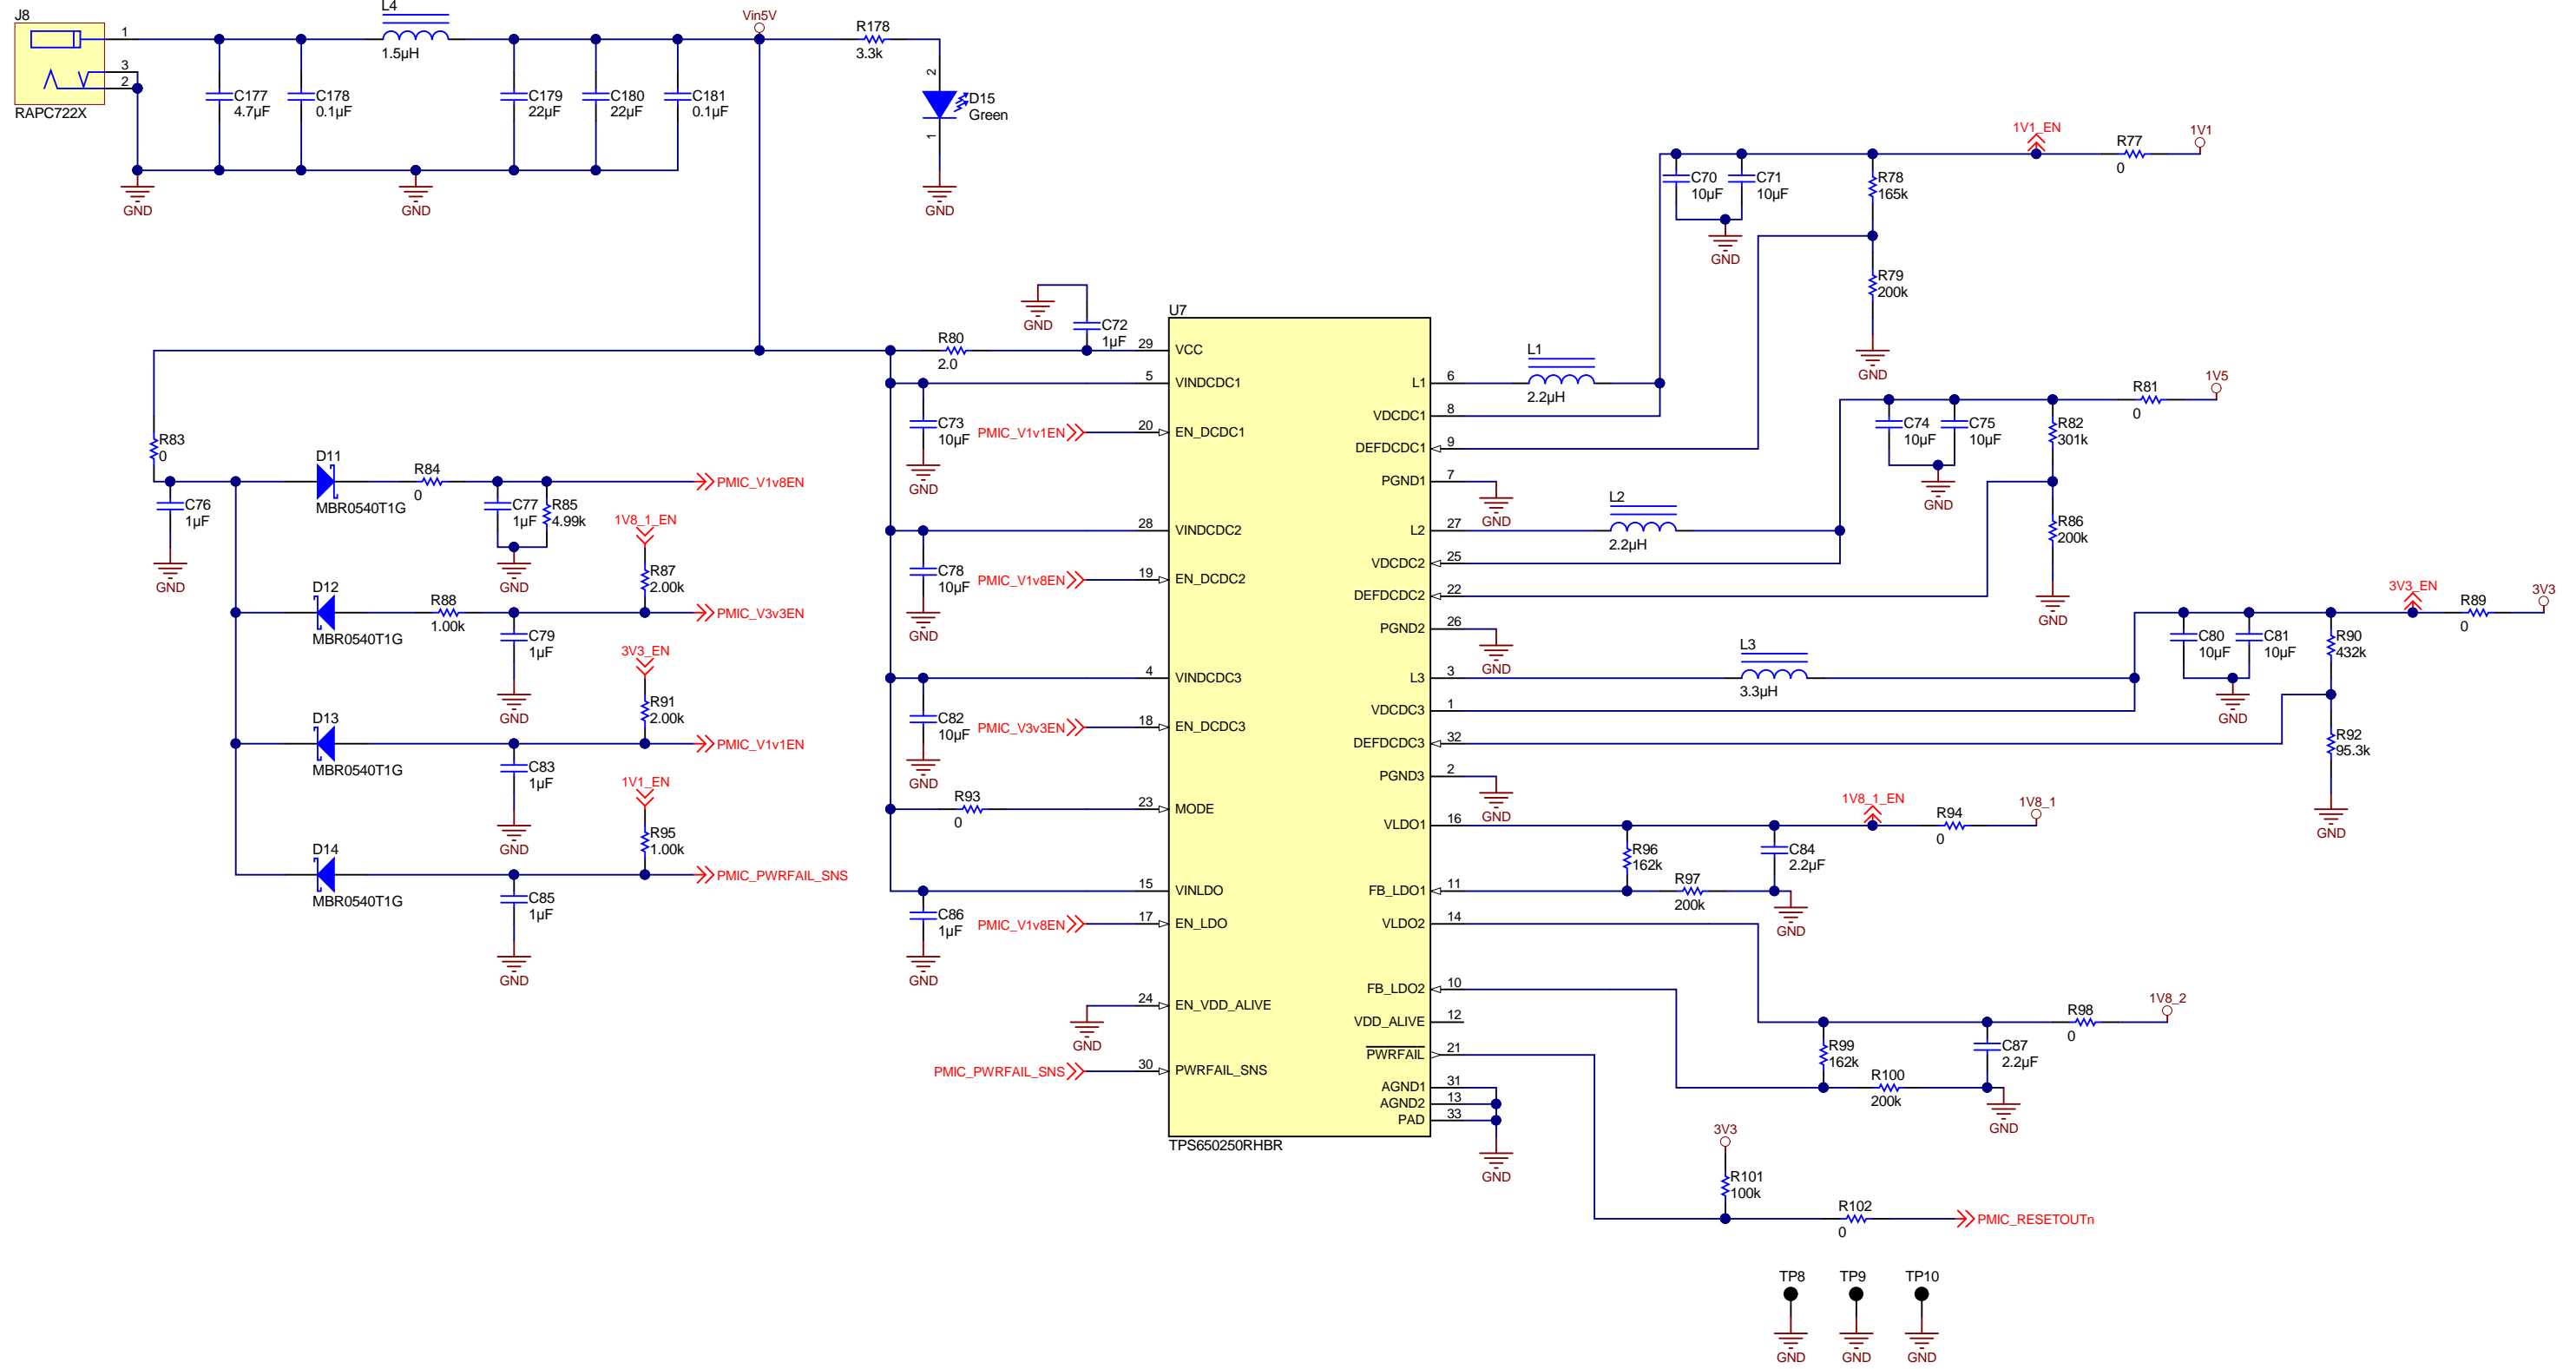 J8
1
3
2
RAPC722X
L4
1.5µH
C177
4.7µF
C178
0.1µF
C179
22µF
C180
22µF
C181
0.1µF
Vin5V
R178
3.3k
2
D15
Green
1
GND
GND
GND
R83
0
C76
1µF
GND
D11
MBR0540T1G
R84
0
C77
1µF
R85
4.99k
GND
PMIC_V1v8EN
1V8_1_EN
R87
2.00k
D12
MBR0540T1G
R88
1.00k
C79
1µF
GND
PMIC_V3v3EN
3V3_EN
R91
2.00k
D13
MBR0540T1G
C83
1µF
GND
PMIC_V1v1EN
1V1_EN
R95
1.00k
D14
MBR0540T1G
C85
1µF
GND
PMIC_PWRFAIL_SNS
GND
C72
1µF
R80
2.0
C73
10µF
GND
PMIC_V1v1EN
C78
10µF
GND
PMIC_V1v8EN
C82
10µF
GND
PMIC_V3v3EN
R93
0
C86
1µF
GND
PMIC_V1v8EN
GND
PMIC_PWRFAIL_SNS
U7
29 VCC
5 VINDCDC1
20 EN_DCDC1
28 VINDCDC2
19 EN_DCDC2
4 VINDCDC3
18 EN_DCDC3
23 MODE
15 VINLDO
17 EN_LDO
24 EN_VDD_ALIVE
30 PWRFAIL_SNS
L1 6
VDCDC1 8
DEFDCDC1 9
PGND1 7
L2 27
VDCDC2 25
DEFDCDC2 22
PGND2 26
L3 3
VDCDC3 1
DEFDCDC3 32
PGND3 2
VLDO1 16
FB_LDO1 11
VLDO2 14
FB_LDO2 10
VDD_ALIVE 12
PWRFAIL 21
AGND1 31
AGND2 13
PAD 33
TPS650250RHBR
GND
GND
GND
GND
L1
2.2µH
C70
10µF
C71
10µF
GND
R78
165k
R79
200k
GND
1V1_EN
R77
0
1V1
L2
2.2µH
C74
10µF
C75
10µF
GND
R82
301k
R86
200k
GND
R81
0
1V5
L3
3.3µH
C80
10µF
C81
10µF
GND
R90
432k
R92
95.3k
GND
3V3_EN
R89
0
3V3
R96
162k
R97
200k
C84
2.2µF
GND
1V8_1_EN
R94
0
1V8_1
R99
162k
R100
200k
C87
2.2µF
GND
R98
0
1V8_2
3V3
R101
100k
R102
0
PMIC_RESETOUTn
TP8
TP9
TP10
GND
GND
GND